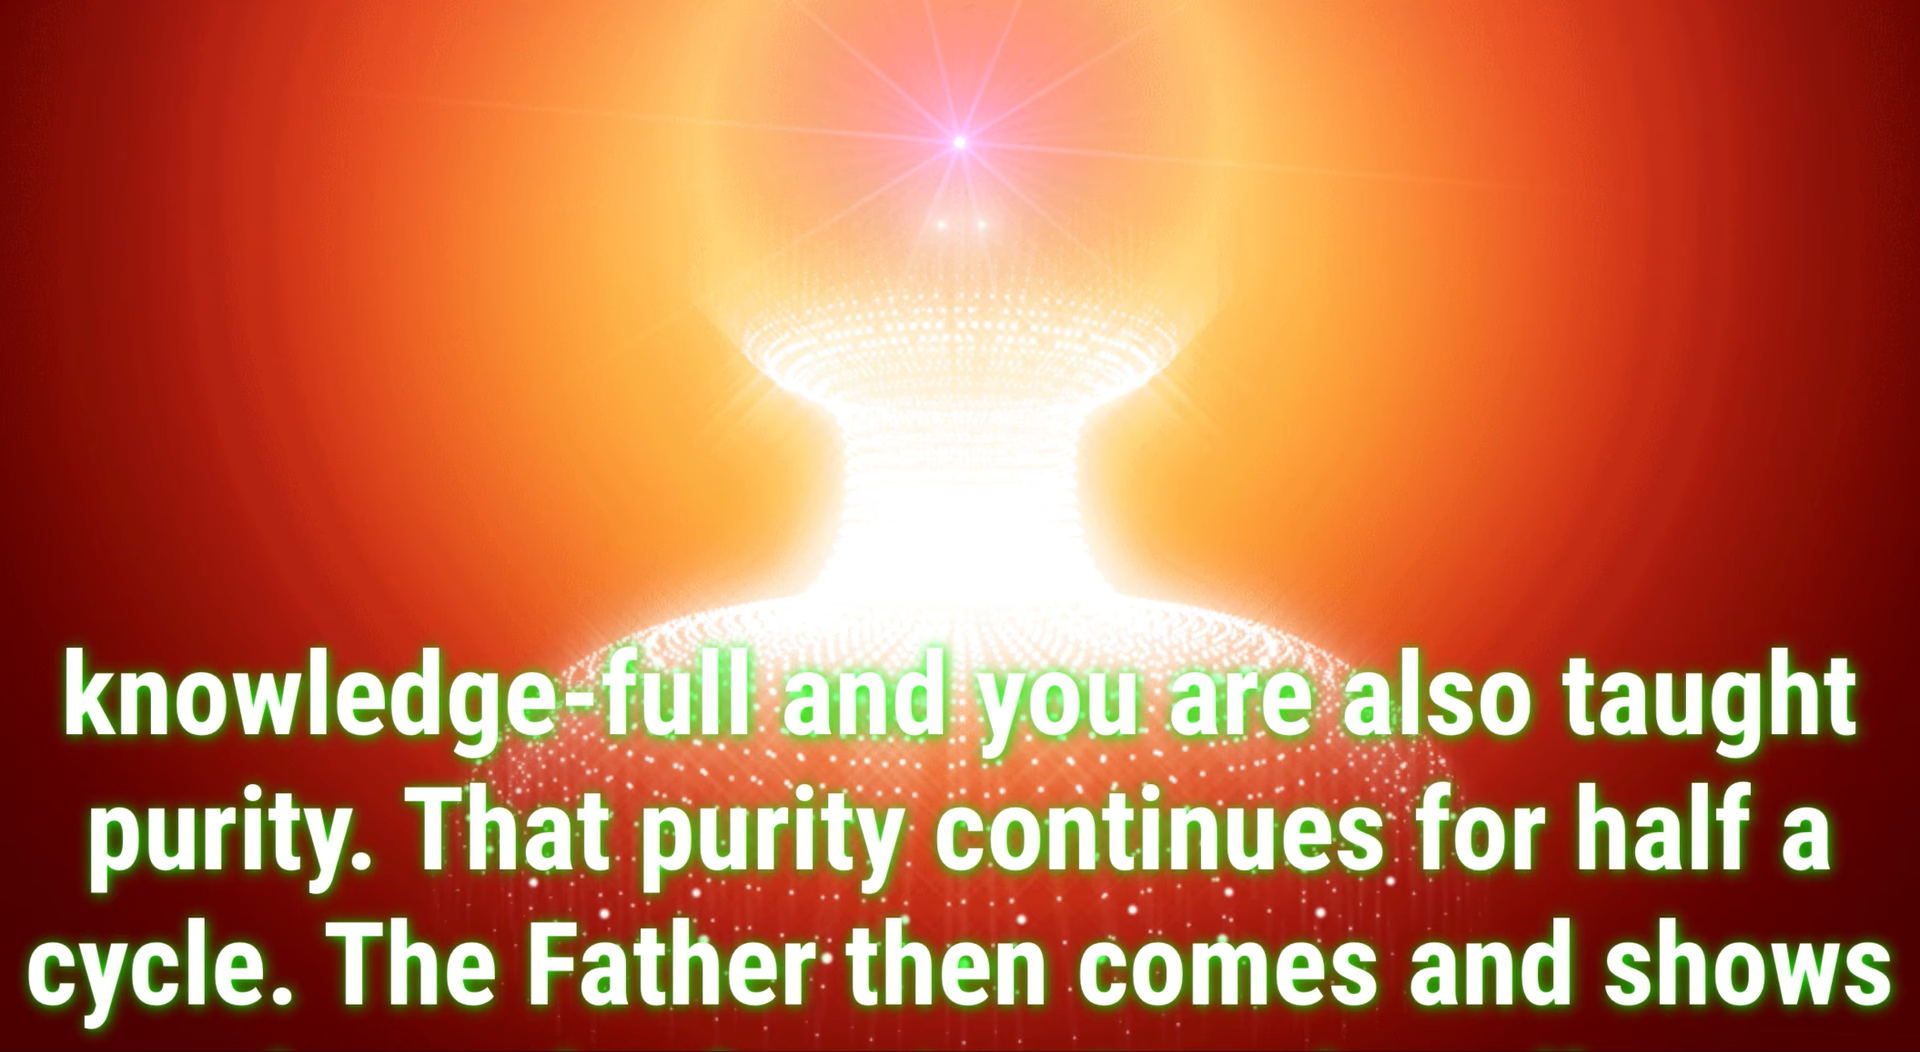 knowledge-full and you are also taught
purity. That purity continues for half a
cycle. The Father then comes and shows